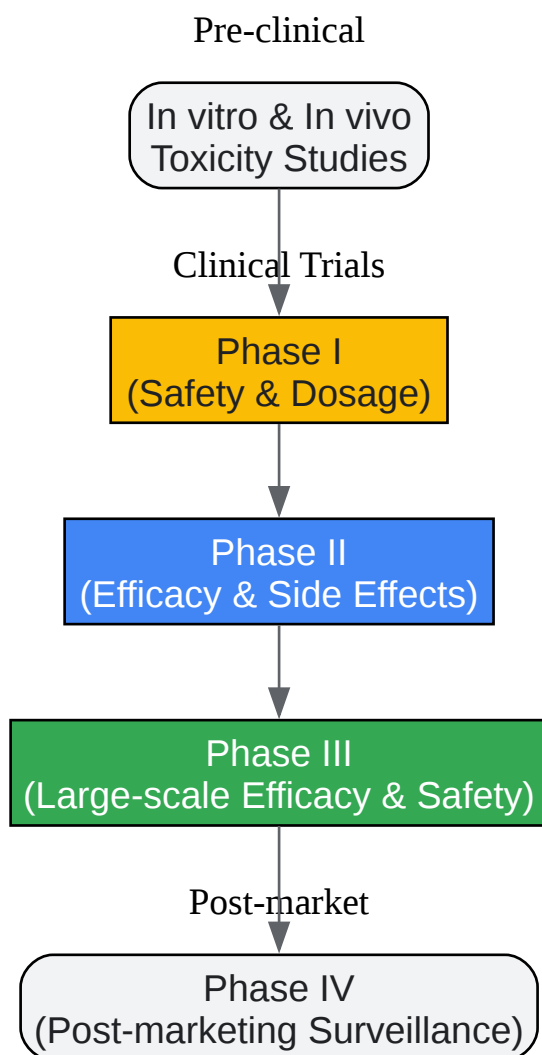 Pre-clinical
In vitro & In vivo
Toxicity Studies
Clinical Trials
Phase I
(Safety & Dosage)
Phase II
(Efficacy & Side Effects)
Phase III
(Large-scale Efficacy & Safety)
Post-market
Phase IV
(Post-marketing Surveillance)